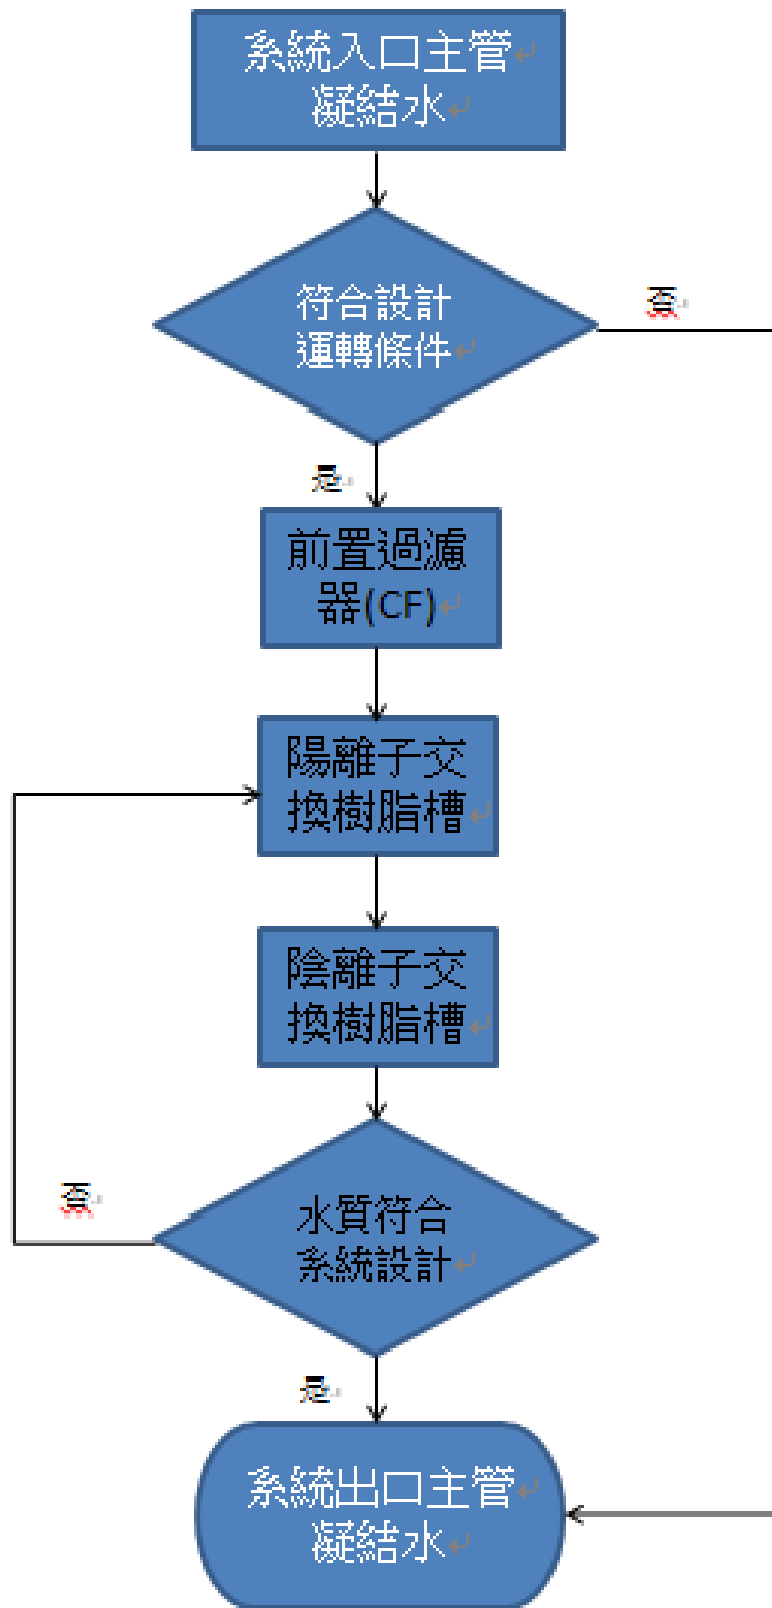 系統入口主管
凝結水
符合設計
運轉條件
否
是
前置過濾
器(CF)
陽離子交
換樹脂槽
陰離子交
換樹脂槽
水質符合
系統設計
否
是
系統出口主管
凝結水